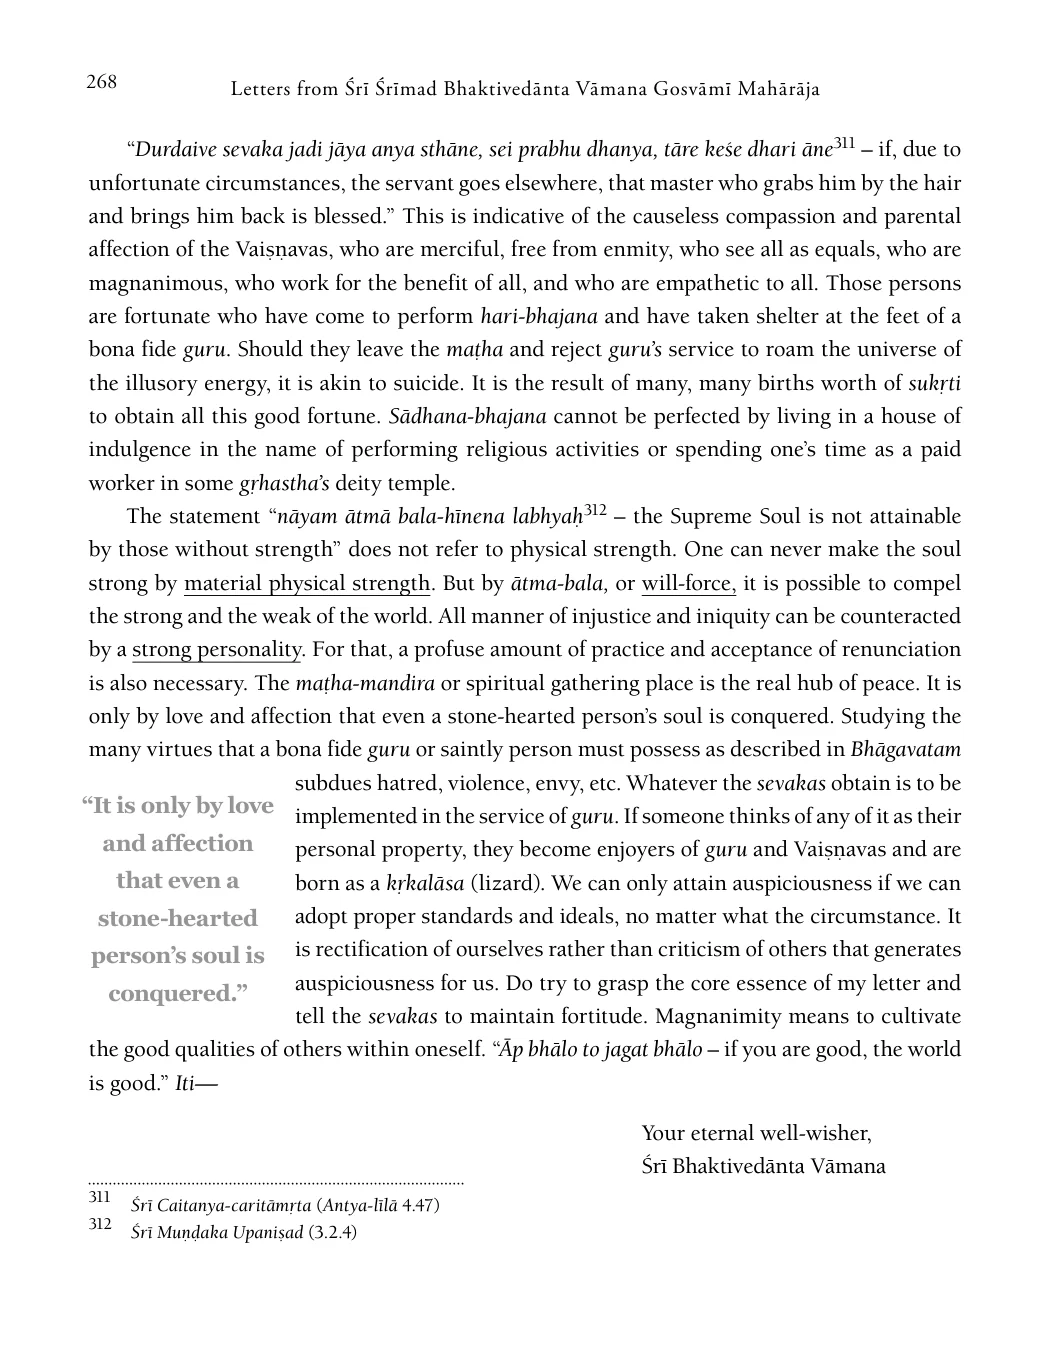 268
Letters from Śrī Śrīmad Bhaktivedānta Vāmana Gosvāmī Mahārāja
“Durdaive sevaka jadi jāya anya sthāne, sei prabhu dhanya, tāre keśe dhari āne311 – if, due to
unfortunate circumstances, the servant goes elsewhere, that master who grabs him by the hair
and brings him back is blessed.” This is indicative of the causeless compassion and parental
affection of the Vaiṣṇavas, who are merciful, free from enmity, who see all as equals, who are
magnanimous, who work for the benefit of all, and who are empathetic to all. Those persons
are fortunate who have come to perform hari-bhajana and have taken shelter at the feet of a
bona fide guru. Should they leave the maṭha and reject guru’s service to roam the universe of
the illusory energy, it is akin to suicide. It is the result of many, many births worth of sukṛti
to obtain all this good fortune. Sādhana-bhajana cannot be perfected by living in a house of
indulgence in the name of performing religious activities or spending one’s time as a paid
worker in some gṛhastha’s deity temple.
The statement “nāyam ātmā bala-hīnena labhyaḥ312 – the Supreme Soul is not attainable
by those without strength” does not refer to physical strength. One can never make the soul
strong by material physical strength. But by ātma-bala, or will-force, it is possible to compel
the strong and the weak of the world. All manner of injustice and iniquity can be counteracted
by a strong personality. For that, a profuse amount of practice and acceptance of renunciation
is also necessary. The maṭha-mandira or spiritual gathering place is the real hub of peace. It is
only by love and affection that even a stone-hearted person’s soul is conquered. Studying the
many virtues that a bona fide guru or saintly person must possess as described in Bhāgavatam
subdues hatred, violence, envy, etc. Whatever the sevakas obtain is to be
implemented in the service of guru. If someone thinks of any of it as their
personal property, they become enjoyers of guru and Vaiṣṇavas and are
born as a kṛkalāsa (lizard). We can only attain auspiciousness if we can
adopt proper standards and ideals, no matter what the circumstance. It
is rectification of ourselves rather than criticism of others that generates
auspiciousness for us. Do try to grasp the core essence of my letter and
tell the sevakas to maintain fortitude. Magnanimity means to cultivate
“It is only by love
and affection
that even a
stone-hearted
person’s soul is
conquered.”
the good qualities of others within oneself. “Āp bhālo to jagat bhālo – if you are good, the world
is good.” Iti—
Your eternal well-wisher,
Śrī Bhaktivedānta Vāmana
311 Śrī Caitanya-caritāmṛta (Antya-līlā 4.47)
312 Śrī Muṇḍaka Upaniṣad (3.2.4)